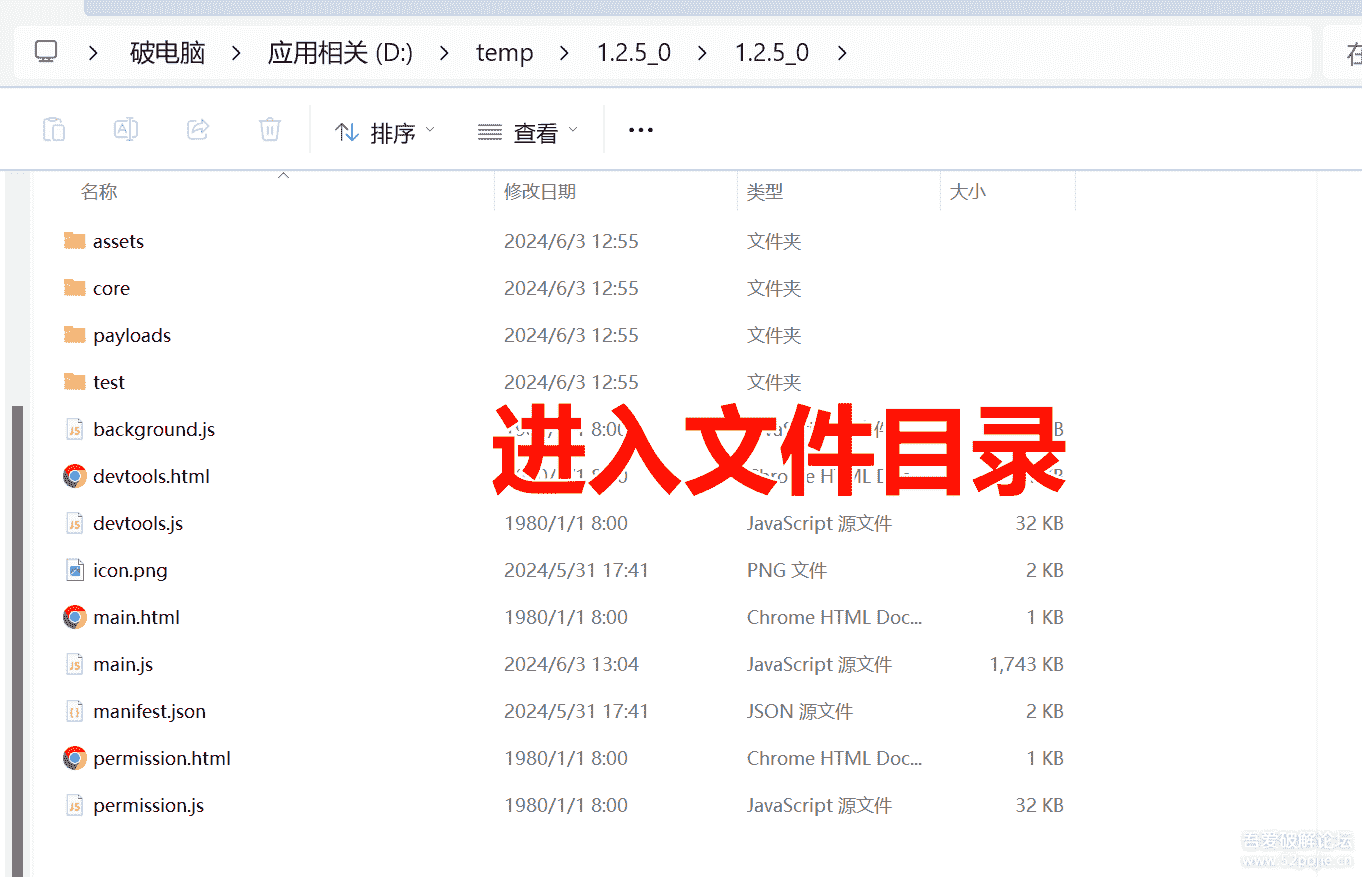 破电脑 > 应用相关 (D:) > temp > 1.2.5_0 > 1.2.5_0 >
排序 查看 ...
名称 修改日期 类型 大小
assets 2024/6/3 12:55 文件夹
core 2024/6/3 12:55 文件夹
payloads 2024/6/3 12:55 文件夹
test 2024/6/3 12:55 文件夹
background.js
devtools.html
进入文件目录
devtools.js 1980/1/1 8:00 JavaScript 源文件 32 KB
icon.png 2024/5/31 17:41 PNG 文件 2 KB
main.html 1980/1/1 8:00 Chrome HTML Doc... 1 KB
main.js 2024/6/3 13:04 JavaScript 源文件 1,743 KB
manifest.json 2024/5/31 17:41 JSON 源文件 2 KB
permission.html 1980/1/1 8:00 Chrome HTML Doc... 1 KB
permission.js 1980/1/1 8:00 JavaScript 源文件 32 KB
吾爱破解论坛
www.52pojie.cn